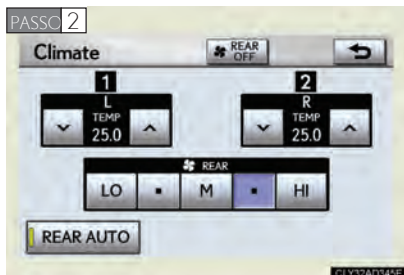 PASSO 2
Climate
REAR
OFF
1
2
L
R
TEMP
TEMP
25.0
25.0
REAR
LO
M
HI
REAR AUTO
CLY32AD345E